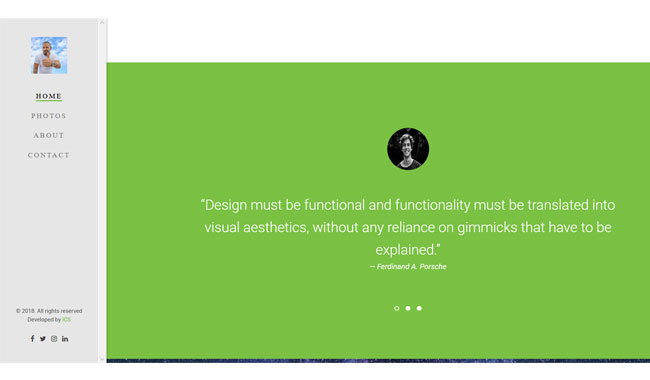 HOME
PHOTOS
ABOUT
CONTACT
© 2018. All rights reserved
Developed by ICS
“Design must be functional and functionality must be translated into
visual aesthetics, without any reliance on gimmicks that have to be
explained.”
— Ferdinand A. Porsche